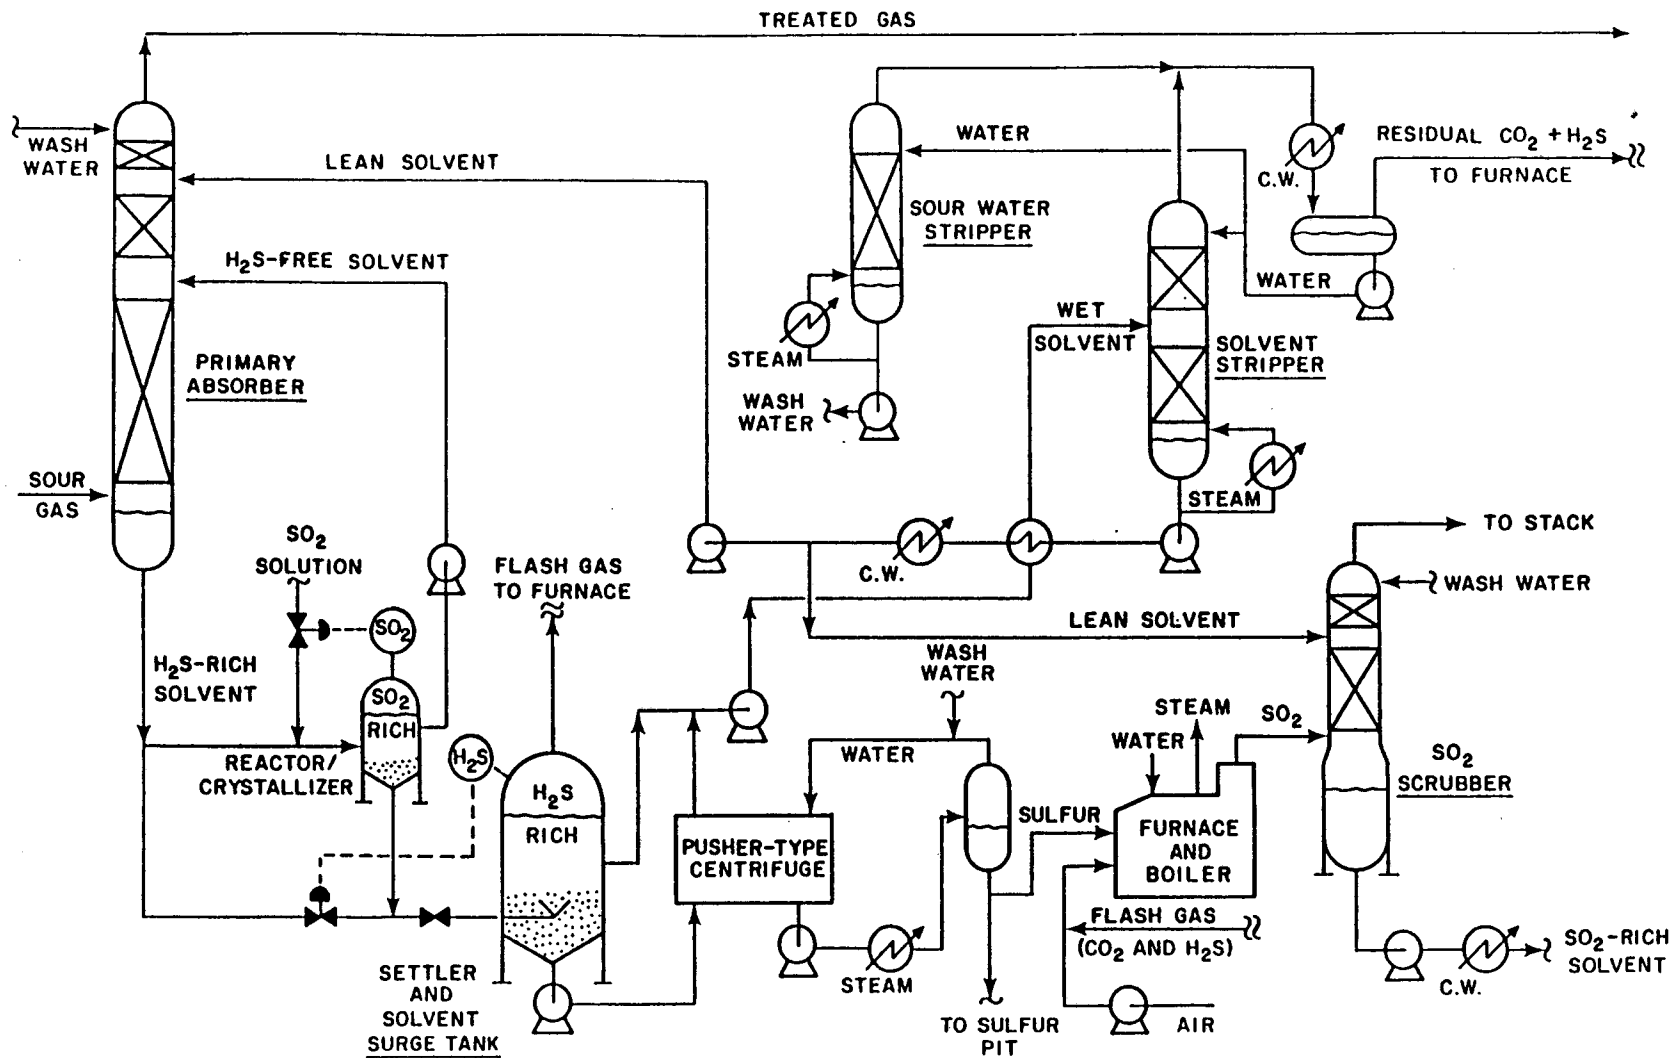 TREATED GAS
WASH
WATER
LEAN SOLVENT
WATER
RESIDUAL CO2 + H2S
TO FURNACE
C.W.
SOUR WATER
STRIPPER
H2S-FREE SOLVENT
WATER
WET
SOLVENT
SOLVENT
STRIPPER
STEAM
PRIMARY
ABSORBER
WASH
WATER
SOUR
GAS
STEAM
SO2
SOLUTION
FLASH GAS
TO FURNACE
C.W.
TO STACK
WASH WATER
LEAN SOLVENT
SO2
H2S-RICH
SOLVENT
SO2
RICH
WASH
WATER
STEAM
SO2
WATER
WATER
REACTOR/
CRYSTALLIZER
H2S
H2S
RICH
SO2
SCRUBBER
SULFUR
PUSHER-TYPE
CENTRIFUGE
FURNACE
AND
BOILER
FLASH GAS
(CO2 AND H2S)
SETTLER
AND
SOLVENT
SURGE TANK
STEAM
SO2-RICH
SOLVENT
C.W.
TO SULFUR
PIT
AIR